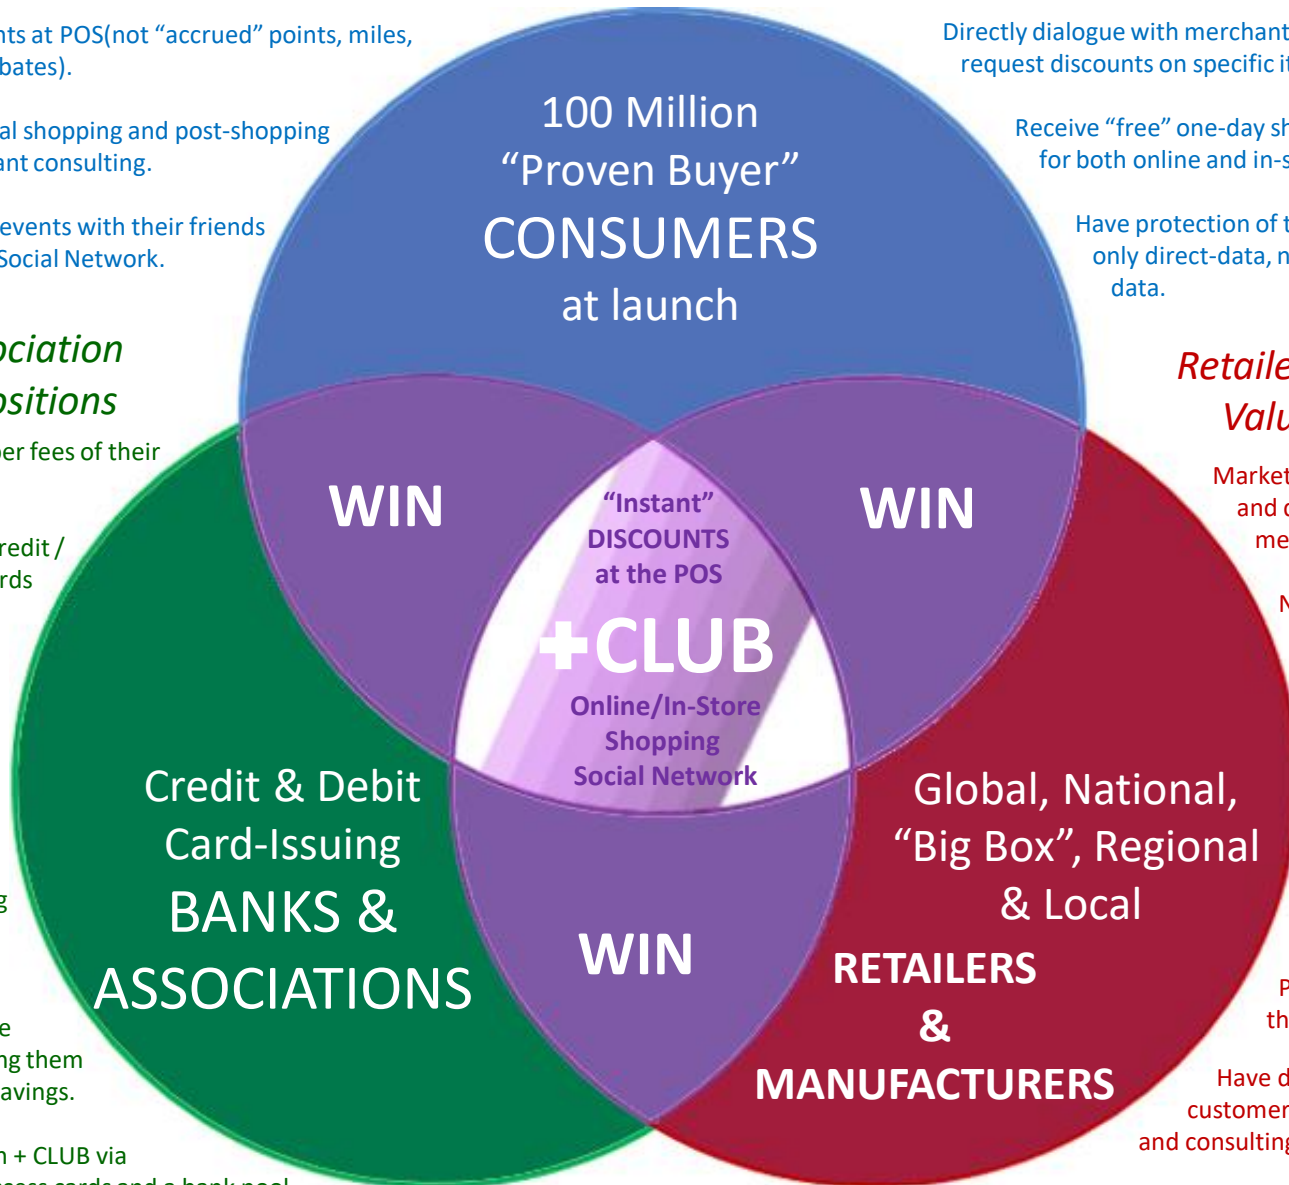 nts at POS(not “accrued” points, miles,
bates).
al shopping and post-shopping
ant consulting.
events with their friends
Social Network.
Directly dialogue with merchant
request discounts on specific it
Receive “free” one-day sh
for both online and in-s
Have protection of t
only direct-data, n
data.
100 Million
“Proven Buyer”
CONSUMERS
at launch
ociation
ositions
per fees of their
redit /
rds
g
e
ng them
avings.
n + CLUB via
Retaile
Valu
Market
and d
me
N
P
th
Have d
customer
and consulting
WIN
WIN
“Instant”
DISCOUNTS
at the POS
+CLUB
Online/In-Store
Shopping
Social Network
Credit & Debit
Card-Issuing
BANKS &
ASSOCIATIONS
WIN
Global, National,
“Big Box”, Regional
& Local
RETAILERS
&
MANUFACTURERS